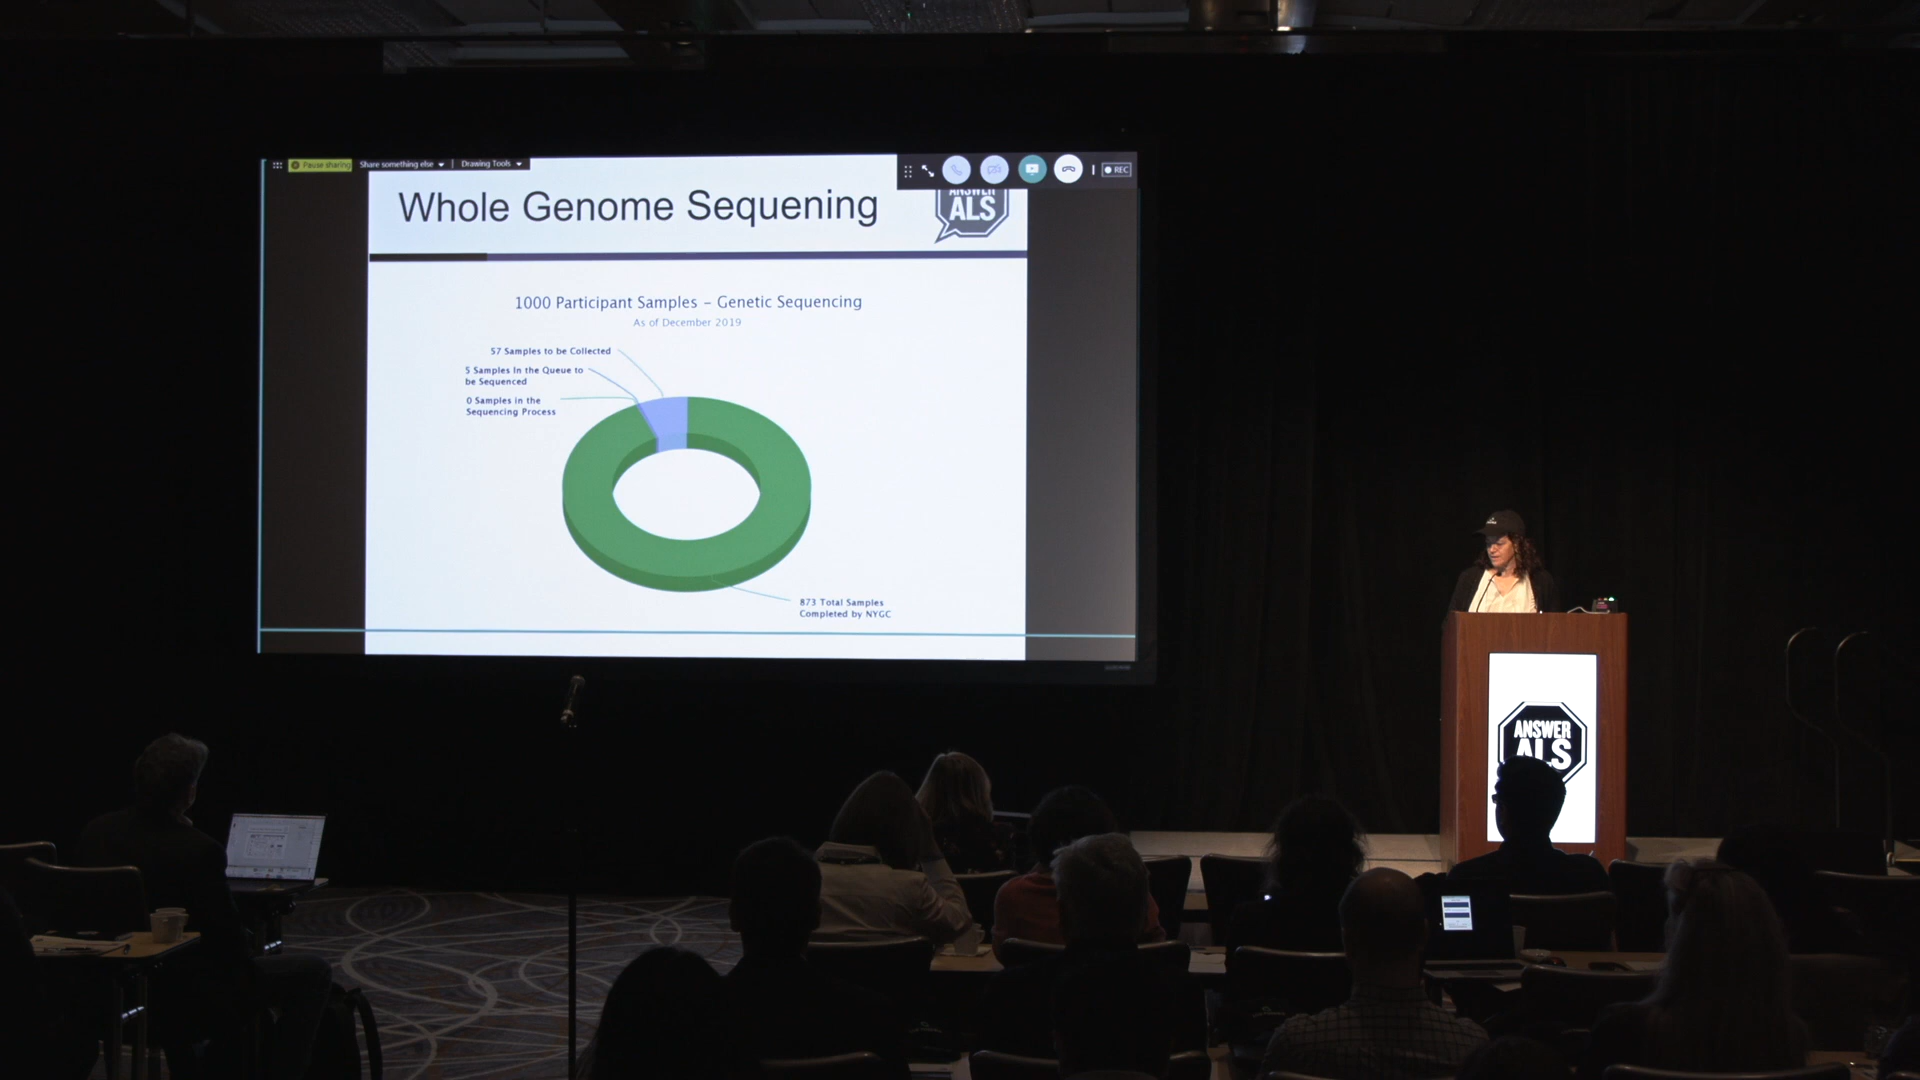 Pause sharing
Share something else
Drawing Tools
REC
Whole Genome Sequening
ANSWER
ALS
1000 Participant Samples – Genetic Sequencing
As of December 2019
57 Samples to be Collected
5 Samples In the Queue to
be Sequenced
0 Samples in the
Sequencing Process
873 Total Samples
Completed by NYGC
ANSWER
ALS